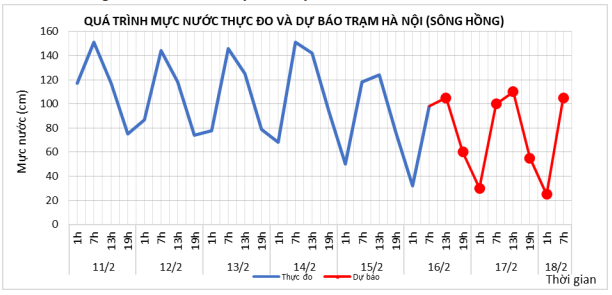 QUÁ TRÌNH MỰC NƯỚC THỰC ĐO VÀ DỰ BÁO TRẠM HÀ NỘI (SÔNG HỒNG)
Mực nước (cm)
160
140
120
100
80
60
40
20
0
1h 7h 13h 19h 1h 7h 13h 19h 1h 7h 13h 19h 1h 7h 13h 19h 1h 7h 13h 19h 1h 7h 13h 19h 1h 7h 13h 19h 1h 7h
11/2 12/2 13/2 14/2 15/2 16/2 17/2 18/2
Thực đo Dự báo Thời gian